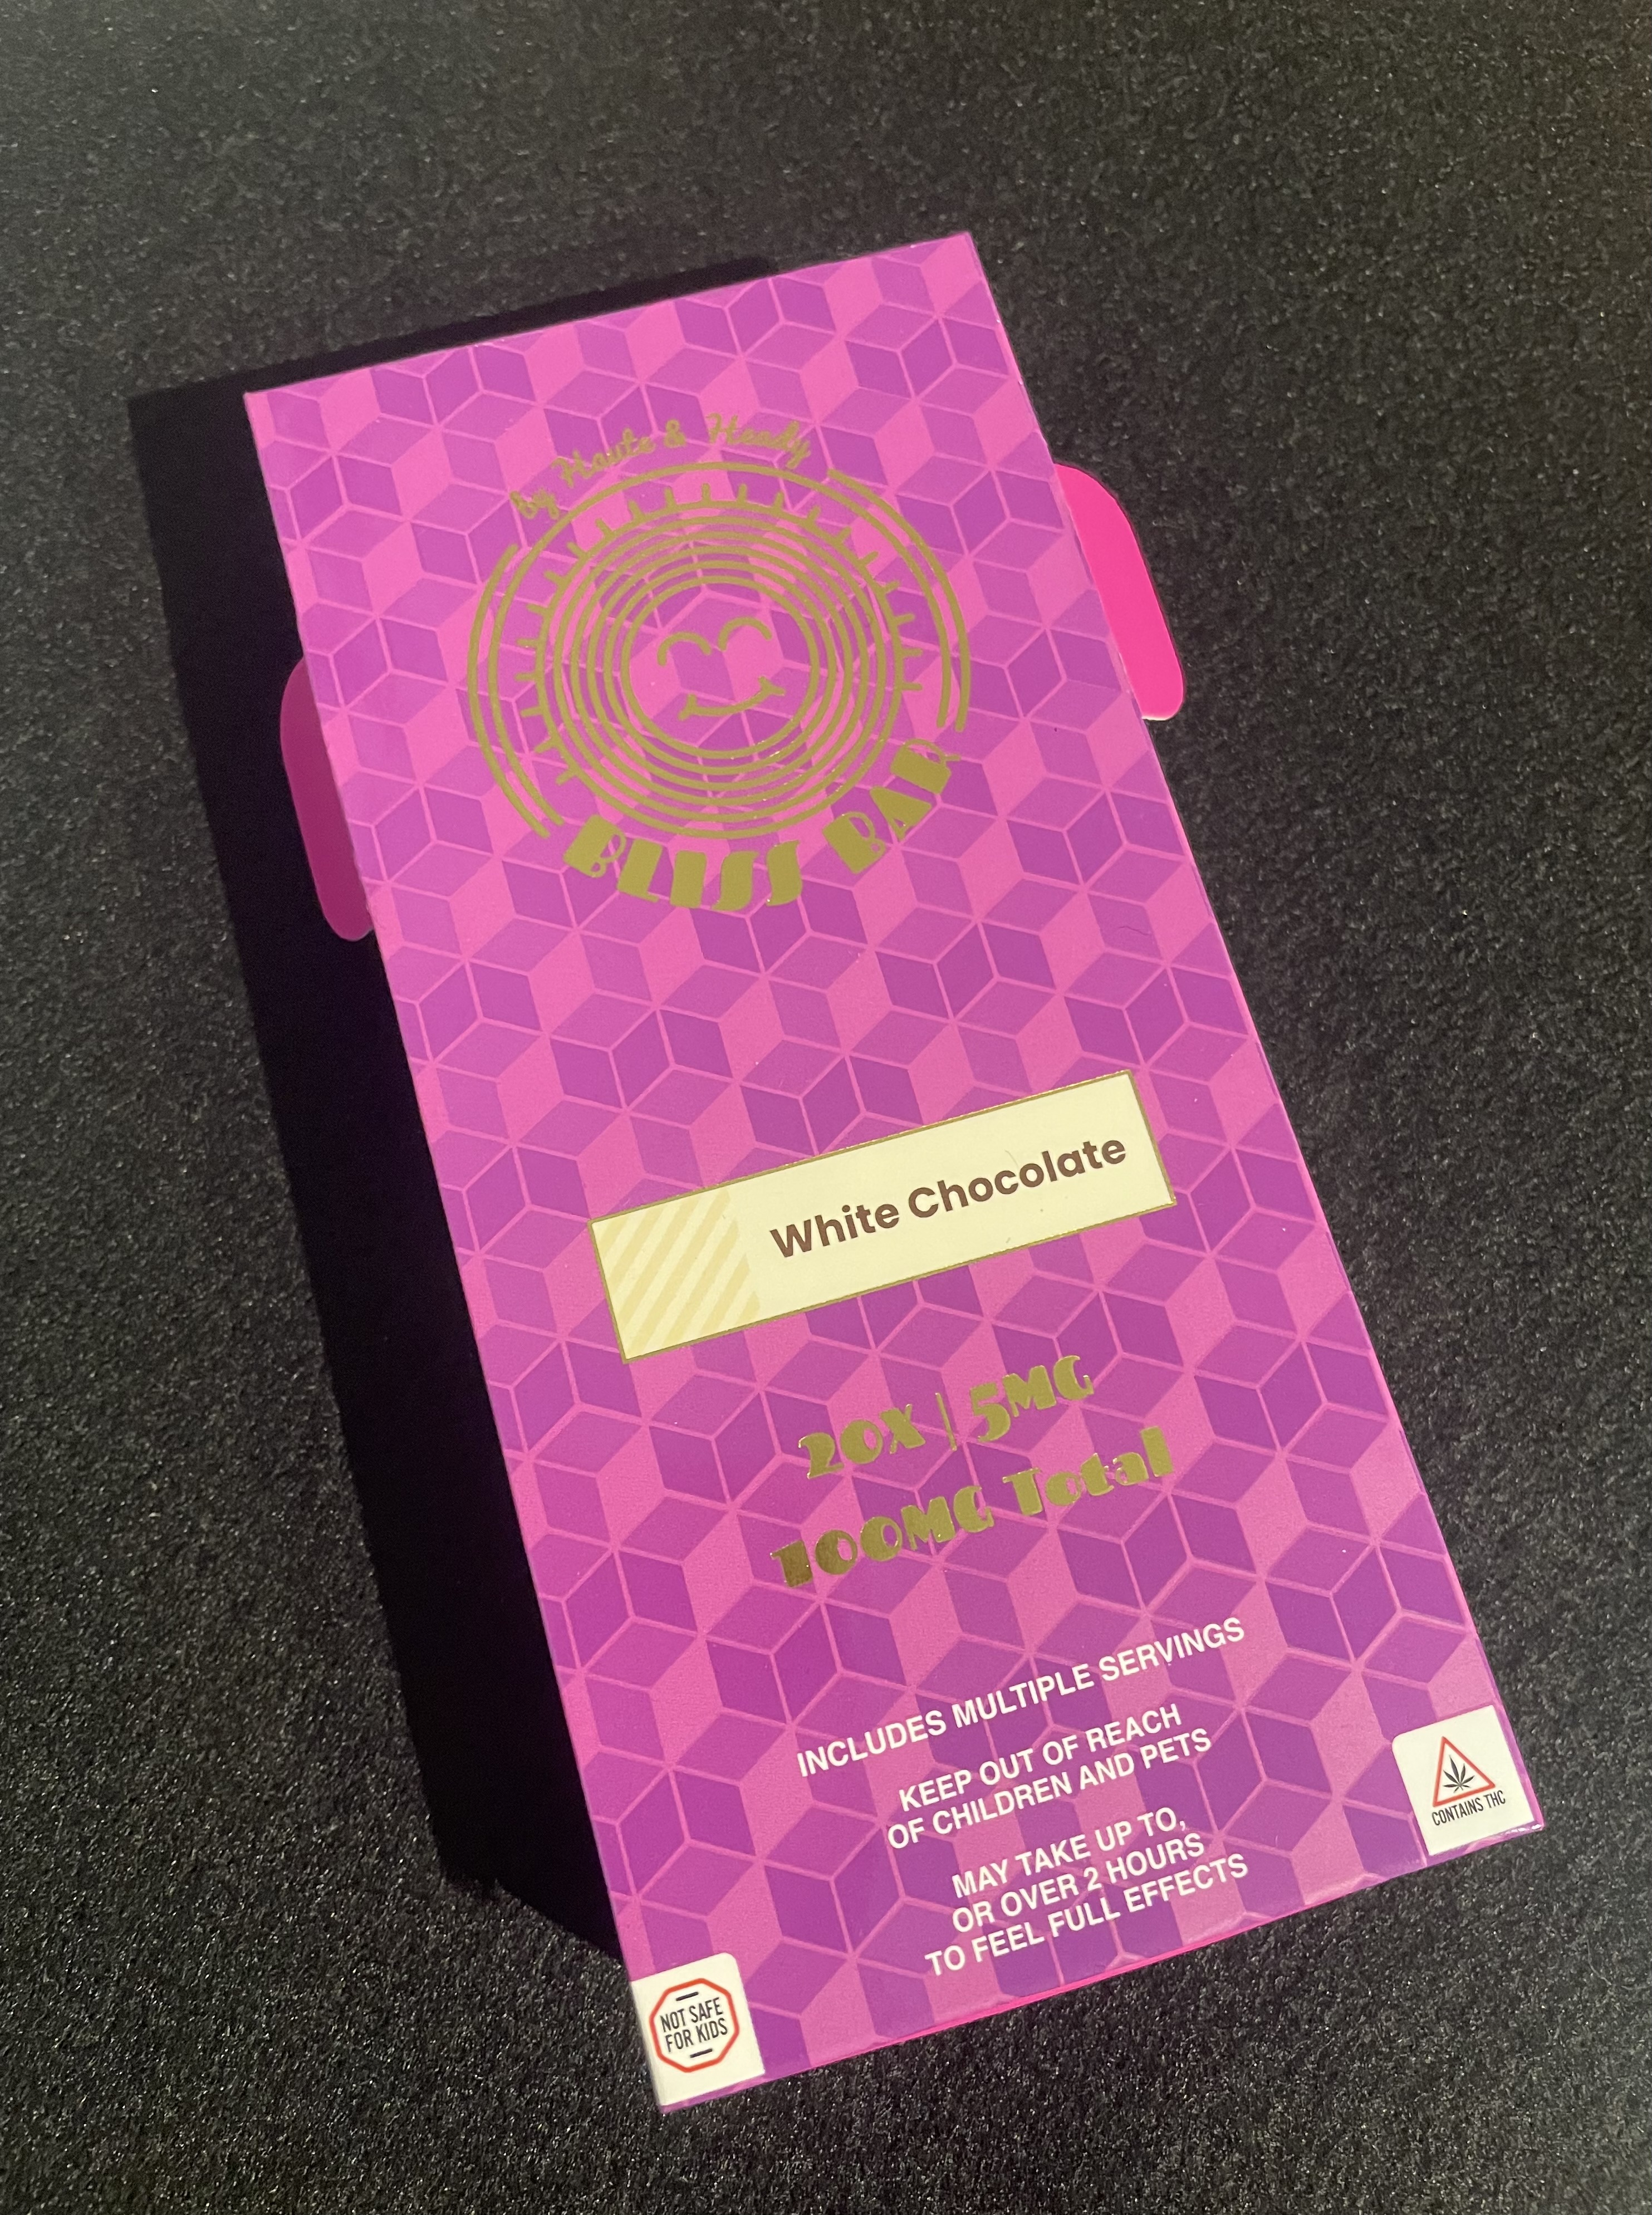 by Haute & Heady
BLISS BAR
White Chocolate
20X | 5MG
100MG Total
INCLUDES MULTIPLE SERVINGS
KEEP OUT OF REACH
OF CHILDREN AND PETS
MAY TAKE UP TO,
OR OVER 2 HOURS
TO FEEL FULL EFFECTS
CONTAINS THC
NOT SAFE
FOR KIDS